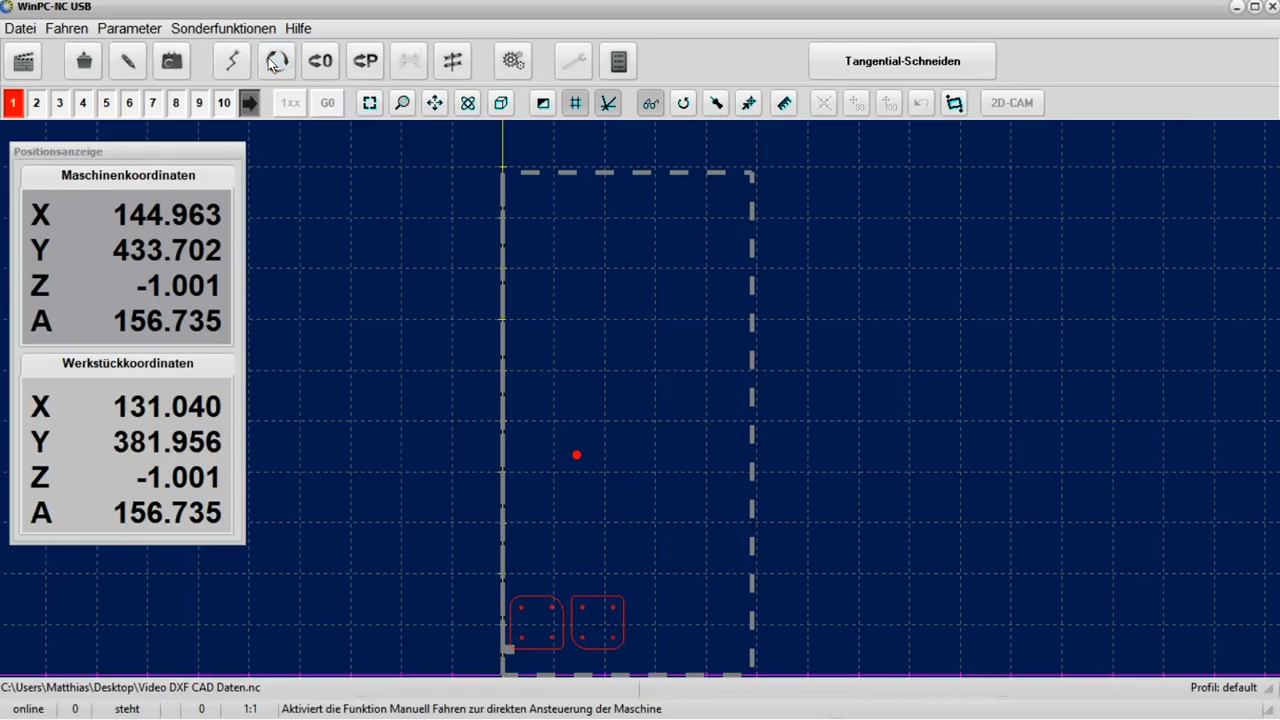 WinPC-NC USB
Datei Fahren Parameter Sonderfunktionen Hilfe
0 P Tangential-Schneiden
1 2 3 4 5 6 7 8 9 10 1xx G0 90 100 2D-CAM
Positionsanzeige
Maschinenkoordinaten
X 144.963
Y 433.702
Z -1.001
A 156.735
Werkstückkoordinaten
X 131.040
Y 381.956
Z -1.001
A 156.735
C:\Users\Matthias\Desktop\Video DXF CAD Daten.nc Profil: default
online 0 steht 0 1:1 Aktiviert die Funktion Manuell Fahren zur direkten Ansteuerung der Maschine